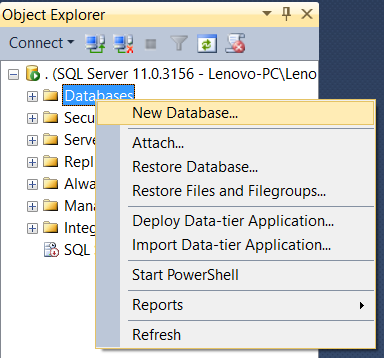 Object Explorer
Connect
. (SQL Server 11.0.3156 - Lenovo-PC\Leno
Databases
New Database...
Secu
Attach...
Serve
Restore Database...
Repl
Restore Files and Filegroups...
Alwa
Mana
Deploy Data-tier Application...
Integ
Import Data-tier Application...
SQL
Start PowerShell
Reports
Refresh